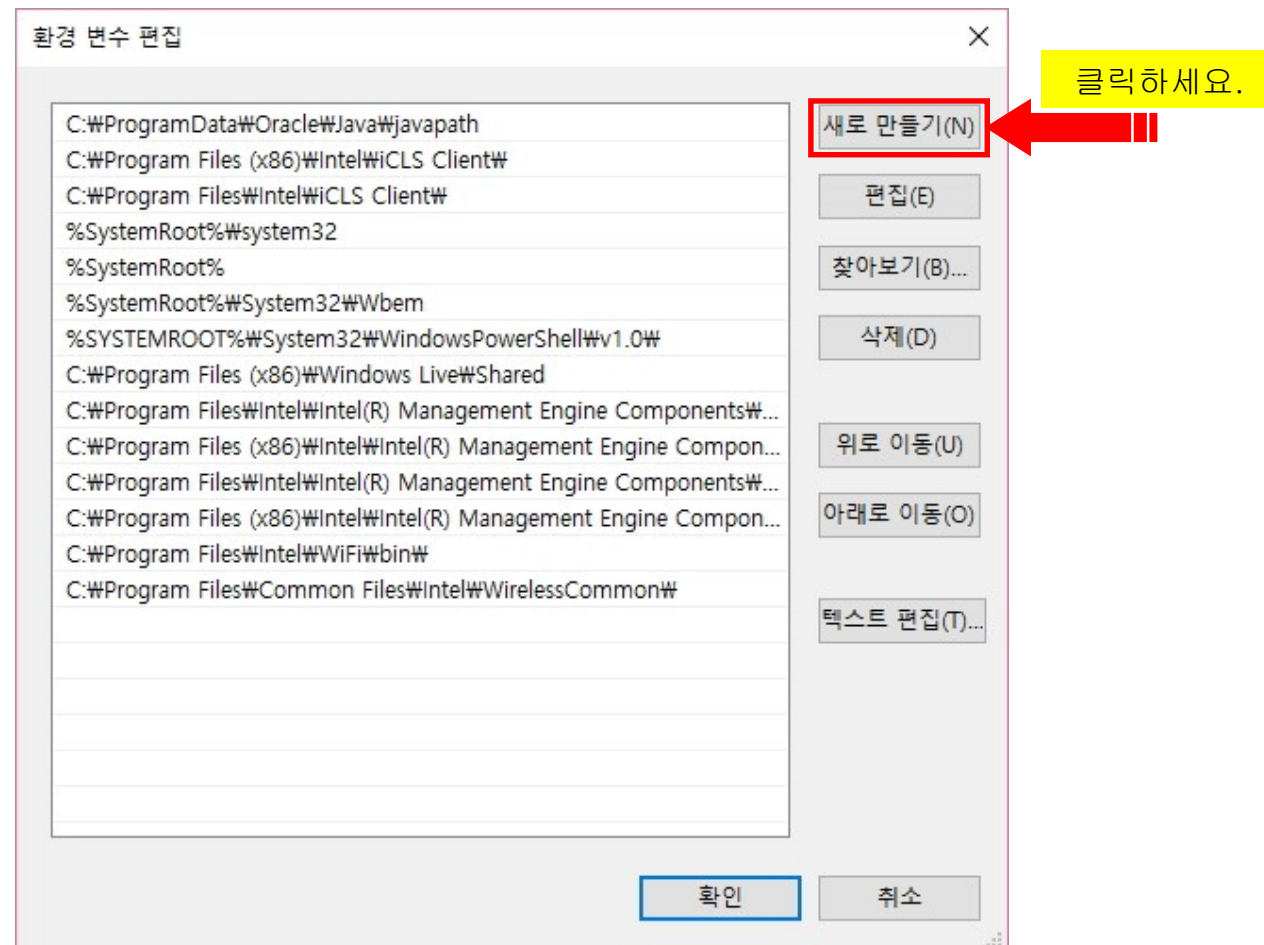 환경 변수 편집
클릭하세요.
C:₩ProgramData₩Oracle₩Java₩javapath
새로 만들기(N)
C:₩Program Files (x86)₩Intel₩iCLS Client₩
C:₩Program Files₩Intel₩iCLS Client₩
편집(E)
%SystemRoot%₩system32
%SystemRoot%
찾아보기(B)...
%SystemRoot%₩System32₩Wbem
%SYSTEMROOT%₩System32₩WindowsPowerShell₩v1.0₩
삭제(D)
C:₩Program Files (x86)₩Windows Live₩Shared
C:₩Program Files₩Intel₩Intel(R) Management Engine Components₩...
C:₩Program Files (x86)₩Intel₩Intel(R) Management Engine Compon...
위로 이동(U)
C:₩Program Files₩Intel₩Intel(R) Management Engine Components₩...
C:₩Program Files (x86)₩Intel₩Intel(R) Management Engine Compon...
아래로 이동(O)
C:₩Program Files₩Intel₩WiFi₩bin₩
C:₩Program Files₩Common Files₩Intel₩WirelessCommon₩
텍스트 편집(T)...
확인
취소